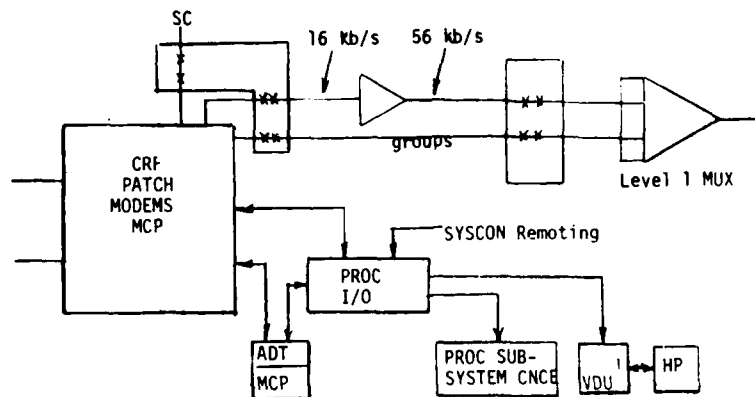 SC
16 kb/s
56 kb/s
groups
Level 1 MUX
CRF
PATCH
MODEMS
MCP
SYSCON Remoting
PROC
I/O
ADT
MCP
PROC SUB-
SYSTEM CNCE
VDU
HP